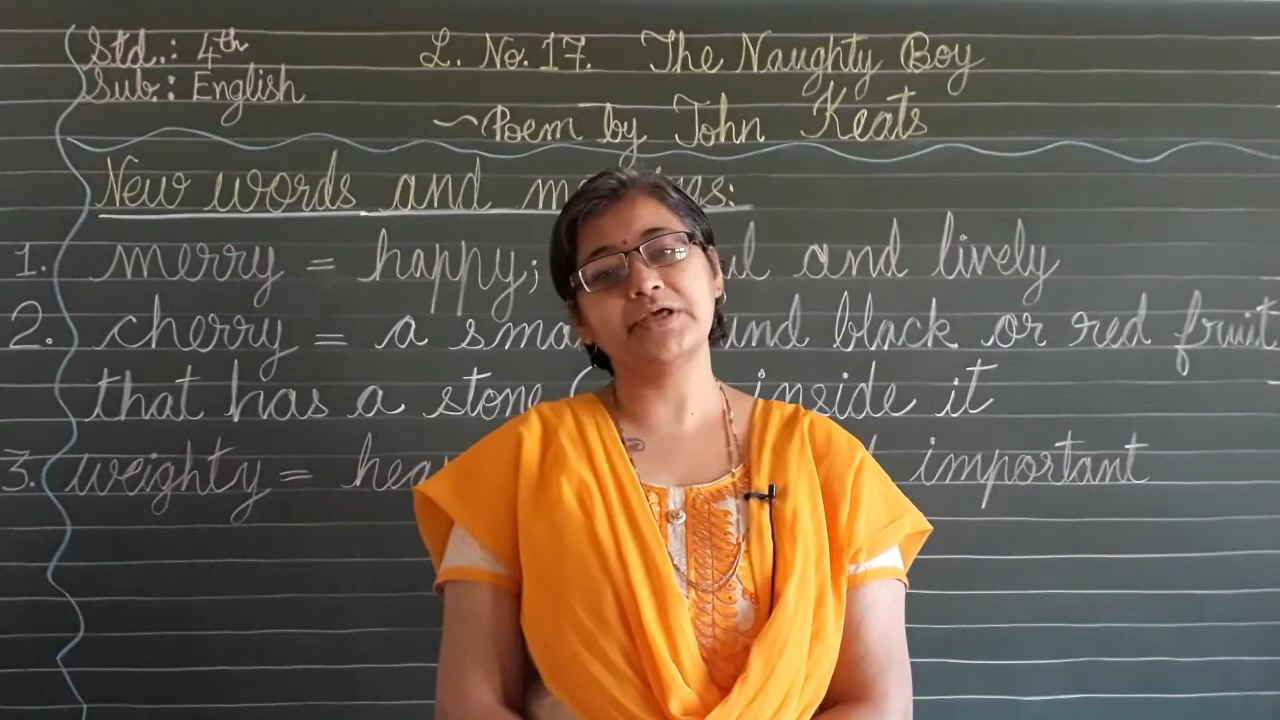 Std.: 4th
L. No. 17. The Naughty Boy
Sub.: English
~ Poem by John Keats
New words and
1. merry = happy; and lively
2. cherry = a black or red fruit
that has a stone inside it
3. weighty = important